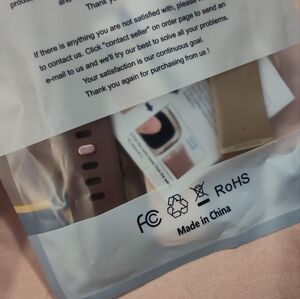 Thank you
If there is anything you are not satisfied with, please
to contact us. Click "contact seller" on order page to send an
e-mail to us and we'll try our best to solve all your problems.
Your satisfaction is our continuous goal.
Thank you again for purchasing from us !
FC RoHS
Made in China